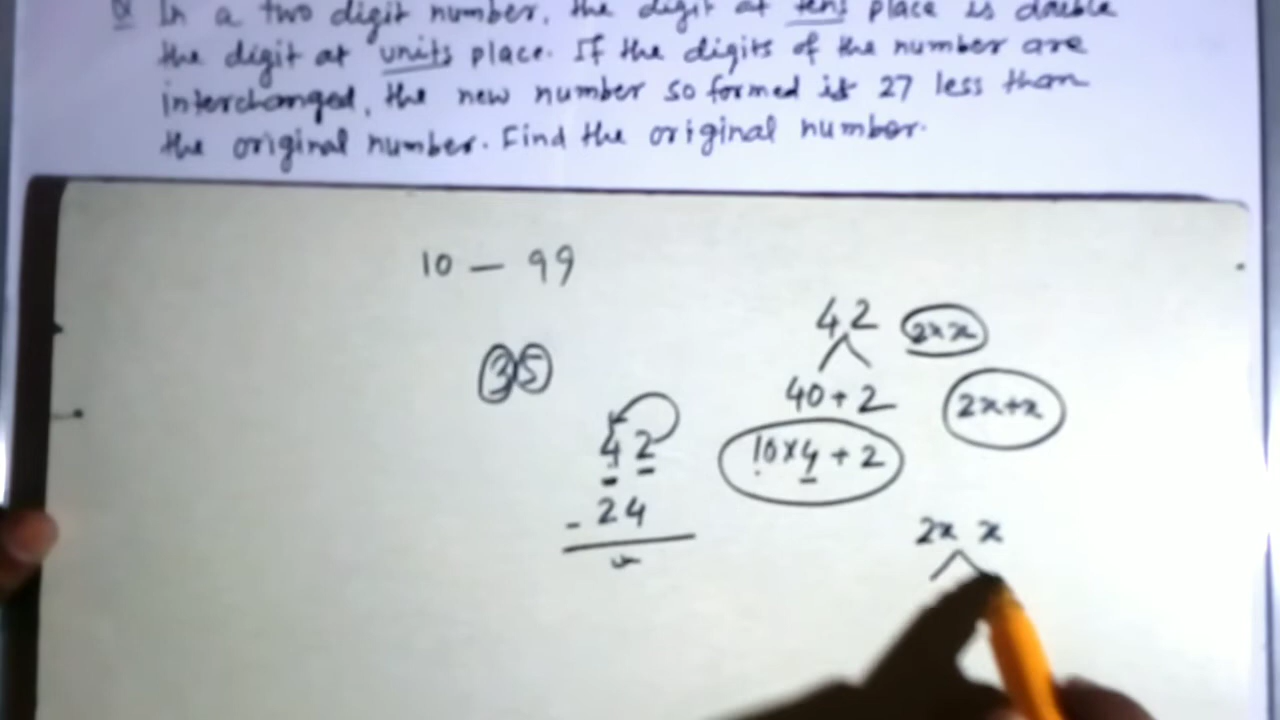 Q In a two digit number, the digit at tens place is double
the digit at units place. If the digits of the number are
interchanged, the new number so formed is 27 less than
the original number. Find the original number.
10 — 99
42 2x x
35
40 + 2 2x+x
42
10 x 4 + 2
- 24
2x x